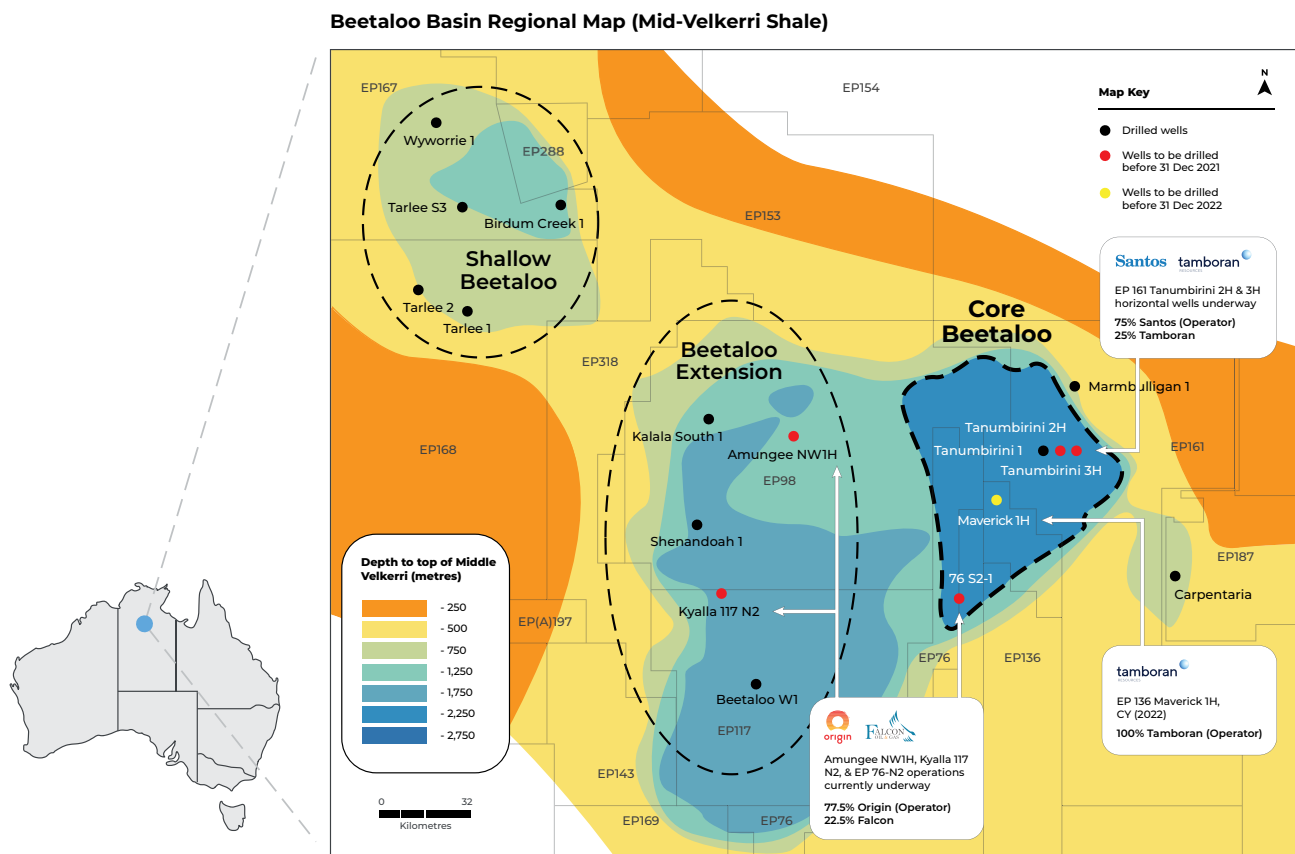 Beetaloo Basin Regional Map (Mid-Velkerri Shale)
EP167
EP154
N
Map Key
Drilled wells
Wells to be drilled
before 31 Dec 2021
Wells to be drilled
before 31 Dec 2022
Wyworrie 1
EP288
Tarlee S3
Birdum Creek 1
EP153
Shallow
Beetaloo
Tarlee 2
Tarlee 1
Santos
tamboran
RESOURCES
EP 161 Tanumbirini 2H & 3H
horizontal wells underway
75% Santos (Operator)
25% Tamboran
Core
Beetaloo
EP318
Beetaloo
Extension
Marmbulligan 1
Kalala South 1
Amungee NW1H
EP98
Tanumbirini 2H
Tanumbirini 1
Tanumbirini 3H
EP161
EP168
Maverick 1H
Shenandoah 1
EP187
Carpentaria
76 S2-1
Kyalla 117 N2
Depth to top of Middle
Velkerri (metres)
- 250
- 500
- 750
- 1,250
- 1,750
- 2,250
- 2,750
EP(A)197
EP76
EP136
Beetaloo W1
EP117
tamboran
RESOURCES
EP 136 Maverick 1H,
CY (2022)
100% Tamboran (Operator)
origin
FALCON
OIL & GAS
Amungee NW1H, Kyalla 117
N2, & EP 76-N2 operations
currently underway
77.5% Origin (Operator)
22.5% Falcon
EP143
EP169
EP76
0 32
Kilometres